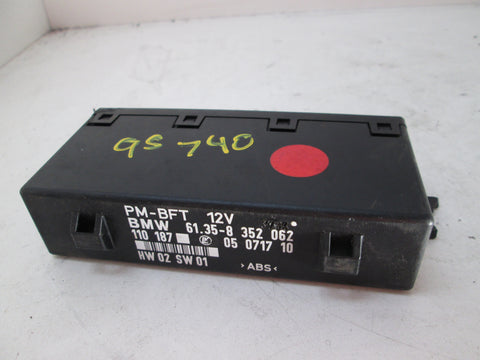 95 740
PM-BFT 12V
BMW 61.35-8 352 062
110 187 05 0717 10
HW 02 SW 01
>ABS<